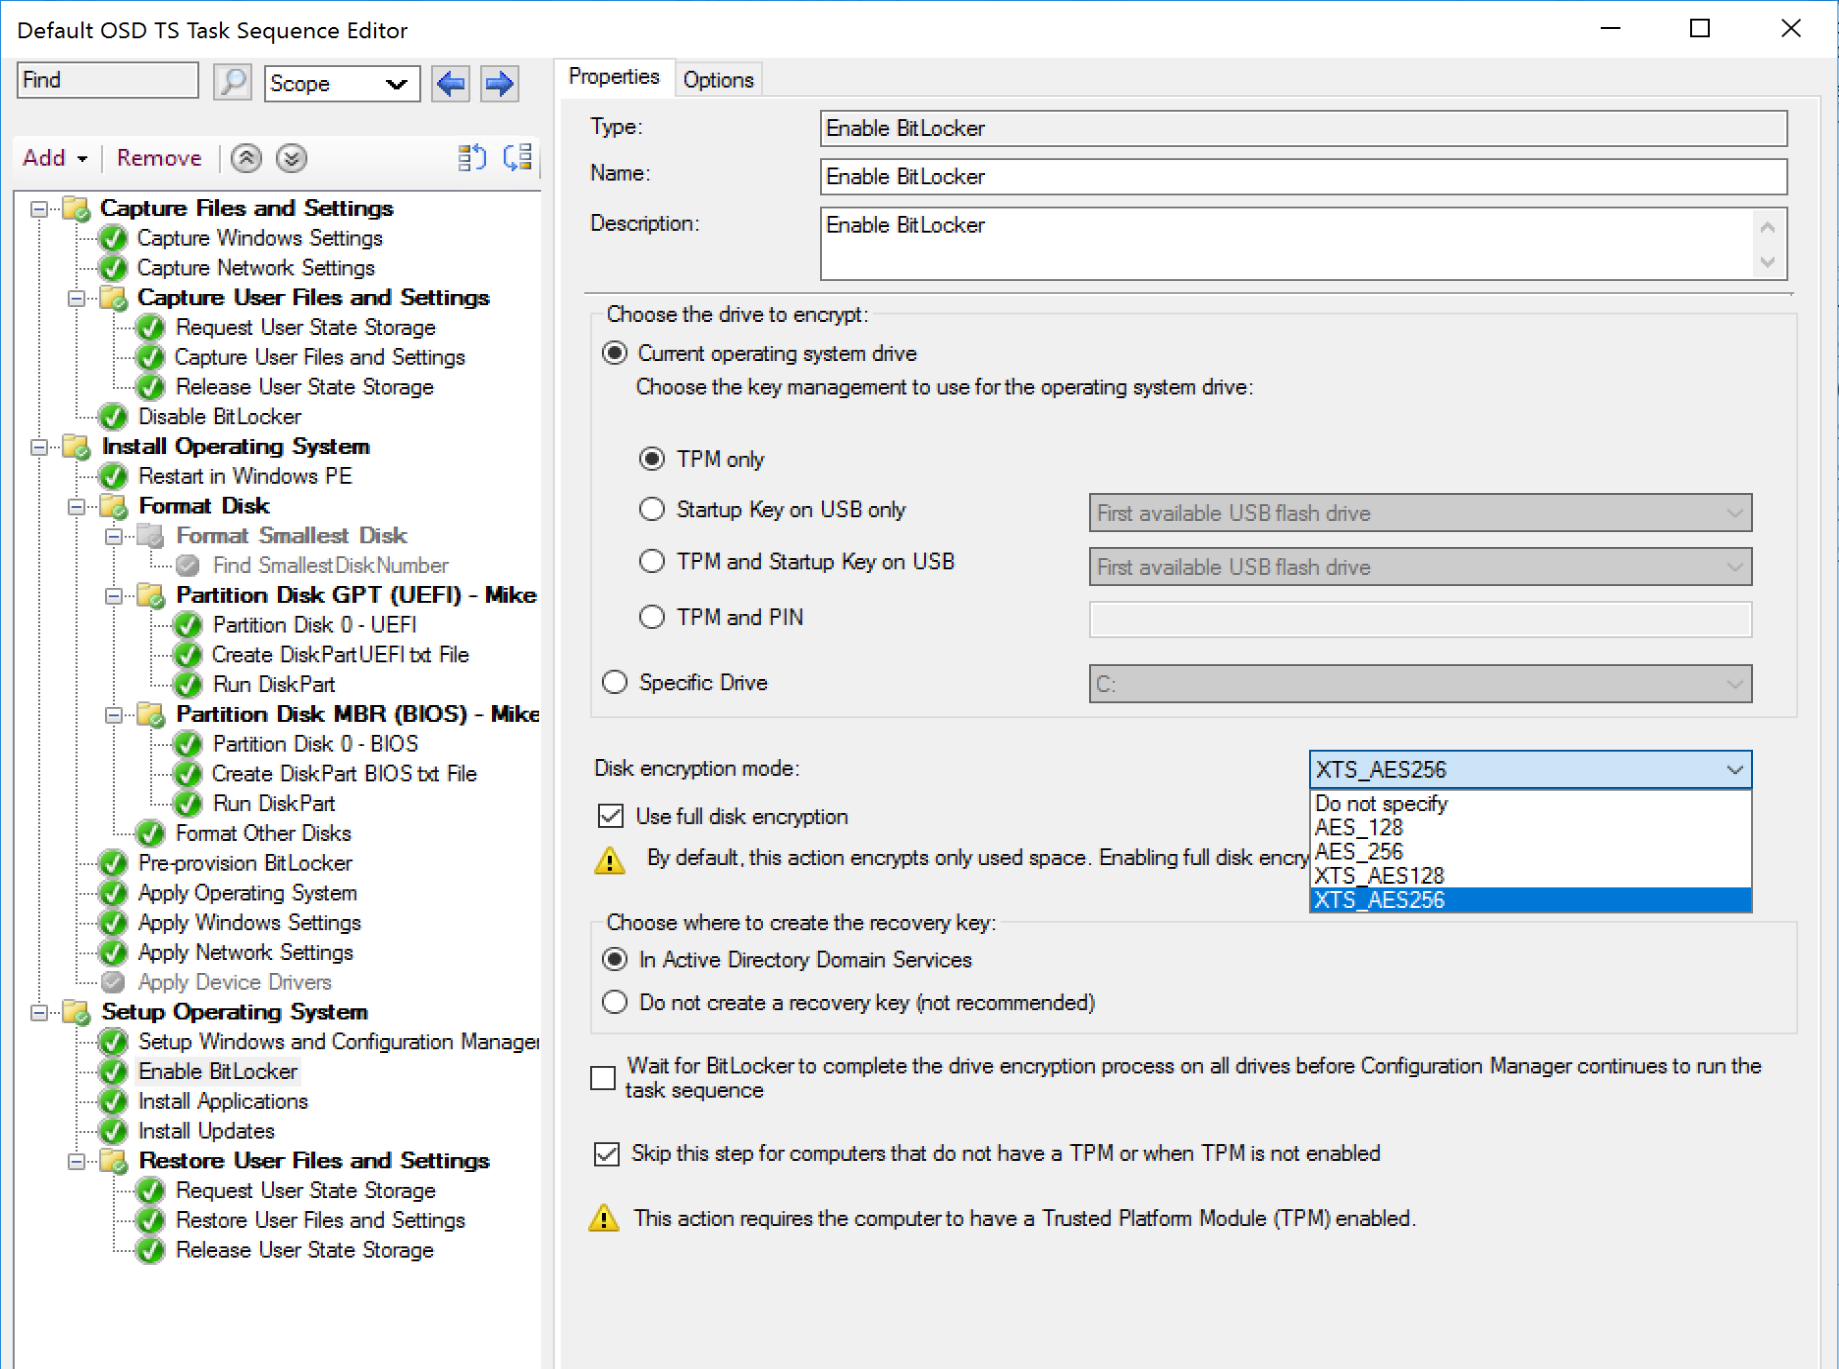 Default OSD TS Task Sequence Editor
Find
Scope
Add
Remove
Capture Files and Settings
Capture Windows Settings
Capture Network Settings
Capture User Files and Settings
Request User State Storage
Capture User Files and Settings
Release User State Storage
Disable BitLocker
Install Operating System
Restart in Windows PE
Format Disk
Format Smallest Disk
Find SmallestDiskNumber
Partition Disk GPT (UEFI) - Mike
Partition Disk 0 - UEFI
Create DiskPartUEFI txt File
Run DiskPart
Partition Disk MBR (BIOS) - Mike
Partition Disk 0 - BIOS
Create DiskPart BIOS txt File
Run DiskPart
Format Other Disks
Pre-provision BitLocker
Apply Operating System
Apply Windows Settings
Apply Network Settings
Apply Device Drivers
Setup Operating System
Setup Windows and Configuration Manager
Enable BitLocker
Install Applications
Install Updates
Restore User Files and Settings
Request User State Storage
Restore User Files and Settings
Release User State Storage
Properties
Options
Type:
Enable BitLocker
Name:
Enable BitLocker
Description:
Enable BitLocker
Choose the drive to encrypt:
Current operating system drive
Choose the key management to use for the operating system drive:
TPM only
Startup Key on USB only
First available USB flash drive
TPM and Startup Key on USB
First available USB flash drive
TPM and PIN
Specific Drive
C:
Disk encryption mode:
XTS_AES256
Do not specify
AES_128
AES_256
XTS_AES128
XTS_AES256
Use full disk encryption
By default, this action encrypts only used space. Enabling full disk encry
Choose where to create the recovery key:
In Active Directory Domain Services
Do not create a recovery key (not recommended)
Wait for BitLocker to complete the drive encryption process on all drives before Configuration Manager continues to run the
task sequence
Skip this step for computers that do not have a TPM or when TPM is not enabled
This action requires the computer to have a Trusted Platform Module (TPM) enabled.